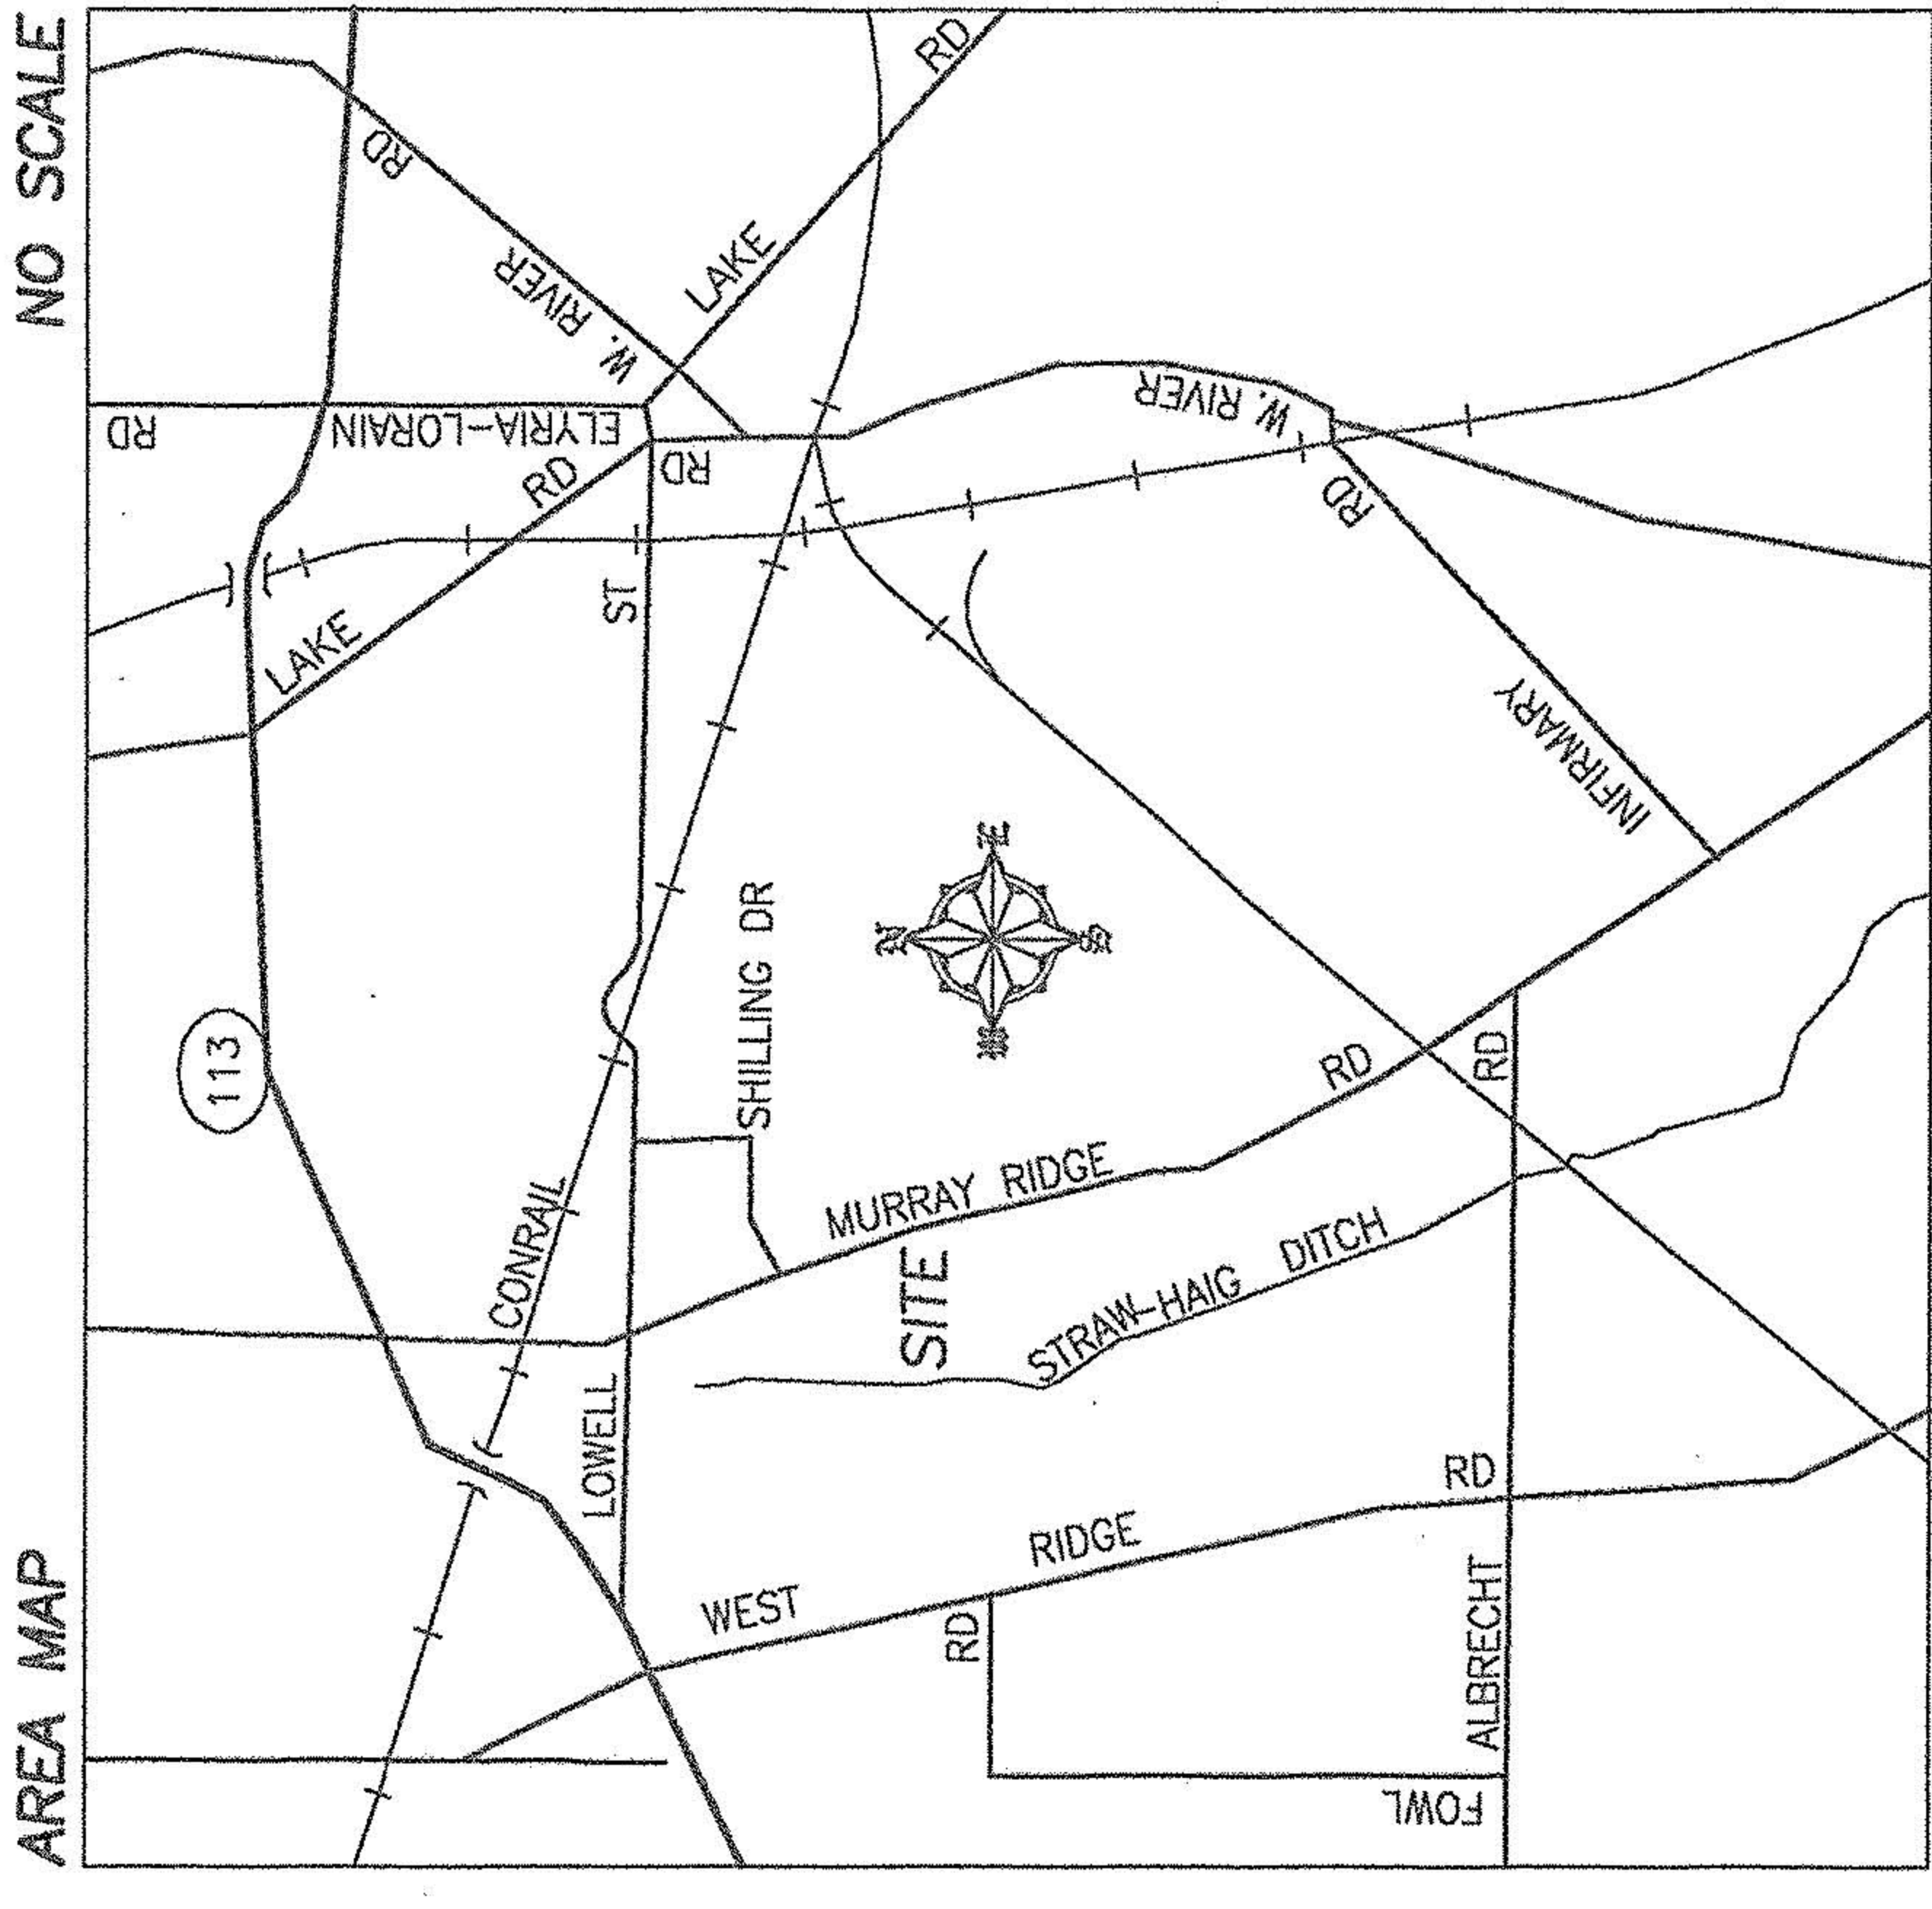 AREA MAP NO SCALE
113
RD
ELYRIA-LORAIN
W. RIVER RD
LAKE RD
LAKE RD
CONRAIL
LOWELL ST
RD
SHILLING DR
N
E
S
W
SITE
MURRAY RIDGE RD
STRAW-HAIG DITCH
WEST RIDGE RD
W. RIVER
INFIRMARY RD
ALBRECHT RD
FOWL RD